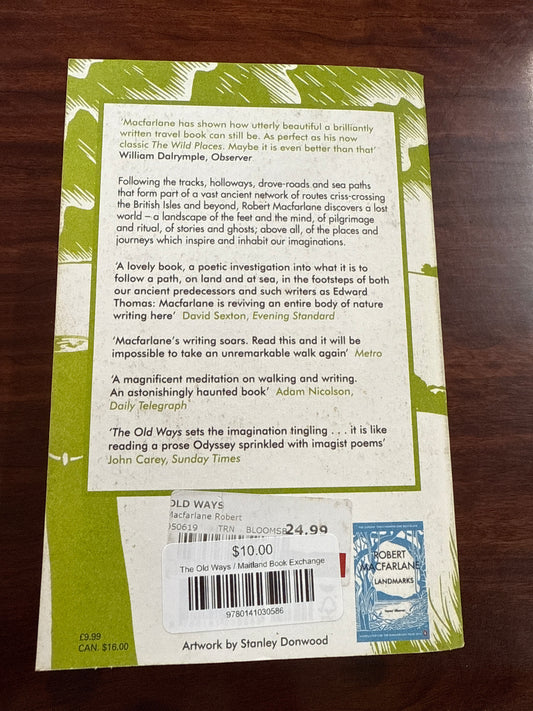 'Macfarlane has shown how utterly beautiful a brilliantly
written travel book can still be. As perfect as his now
classic The Wild Places. Maybe it is even better than that'
William Dalrymple, Observer
Following the tracks, holloways, drove-roads and sea paths
that form part of a vast ancient network of routes criss-crossing
the British Isles and beyond, Robert Macfarlane discovers a lost
world – a landscape of the feet and the mind, of pilgrimage
and ritual, of stories and ghosts; above all, of the places and
journeys which inspire and inhabit our imaginations.
'A lovely book, a poetic investigation into what it is to
follow a path, on land and at sea, in the footsteps of both
our ancient predecessors and such writers as Edward
Thomas: Macfarlane is reviving an entire body of nature
writing here' David Sexton, Evening Standard
'Macfarlane's writing soars. Read this and it will be
impossible to take an unremarkable walk again' Metro
'A magnificent meditation on walking and writing.
An astonishingly haunted book' Adam Nicolson,
Daily Telegraph
'The Old Ways sets the imagination tingling . . . it is like
reading a prose Odyssey sprinkled with imagist poems'
John Carey, Sunday Times
OLD WAYS
Macfarlane Robert
050619 TRN BLOOMSB 24.99
$10.00
The Old Ways / Maitland Book Exchange
9780141030586
ROBERT
MACFARLANE
LANDMARKS
£9.99
CAN. $16.00
Artwork by Stanley Donwood